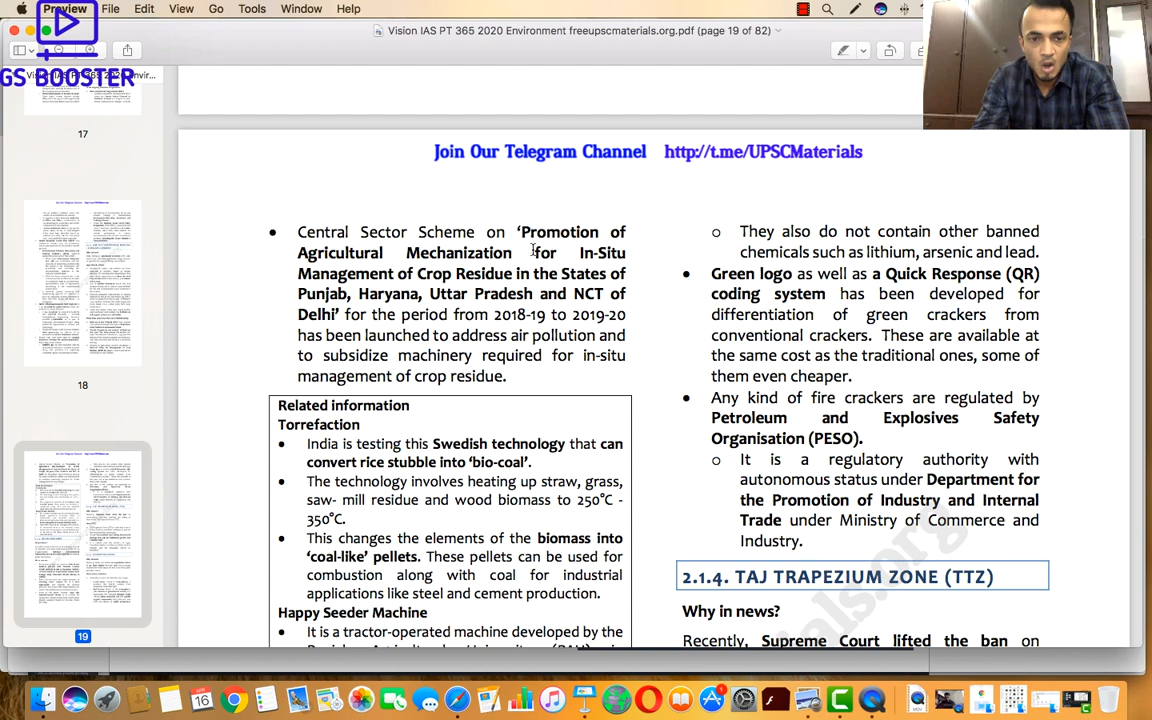 Preview File Edit View Go Tools Window Help
Vision IAS PT 365 2020 Environment freeupscmaterials.org.pdf (page 19 of 82)
GS BOOSTER
17
18
19
Join Our Telegram Channel http://t.me/UPSCMaterials
• Central Sector Scheme on ‘Promotion of
Agricultural Mechanization for In-Situ
Management of Crop Residue in the States of
Punjab, Haryana, Uttar Pradesh and NCT of
Delhi’ for the period from 2018-19 to 2019-20
has been launched to address air pollution and
to subsidize machinery required for in-situ
management of crop residue.
Related information
Torrefaction
• India is testing this Swedish technology that can
convert rice stubble into ‘bio-coal’.
• The technology involves heating up straw, grass,
saw- mill residue and wood biomass to 250°C -
350°C.
• This changes the elements of the biomass into
‘coal-like’ pellets. These pellets can be used for
combustion along with coal for industrial
applications like steel and cement production.
Happy Seeder Machine
• It is a tractor-operated machine developed by the
o They also do not contain other banned
chemicals such as lithium, arsenic and lead.
• Green logo as well as a Quick Response (QR)
coding system has been developed for
differentiation of green crackers from
conventional crackers. These are available at
the same cost as the traditional ones, some of
them even cheaper.
• Any kind of fire crackers are regulated by
Petroleum and Explosives Safety
Organisation (PESO).
o It is a regulatory authority with
autonomous status under Department for
the Promotion of Industry and Internal
Trade under Ministry of Commerce and
Industry.
2.1.4. TAJ TRAPEZIUM ZONE (TTZ)
Why in news?
Recently, Supreme Court lifted the ban on